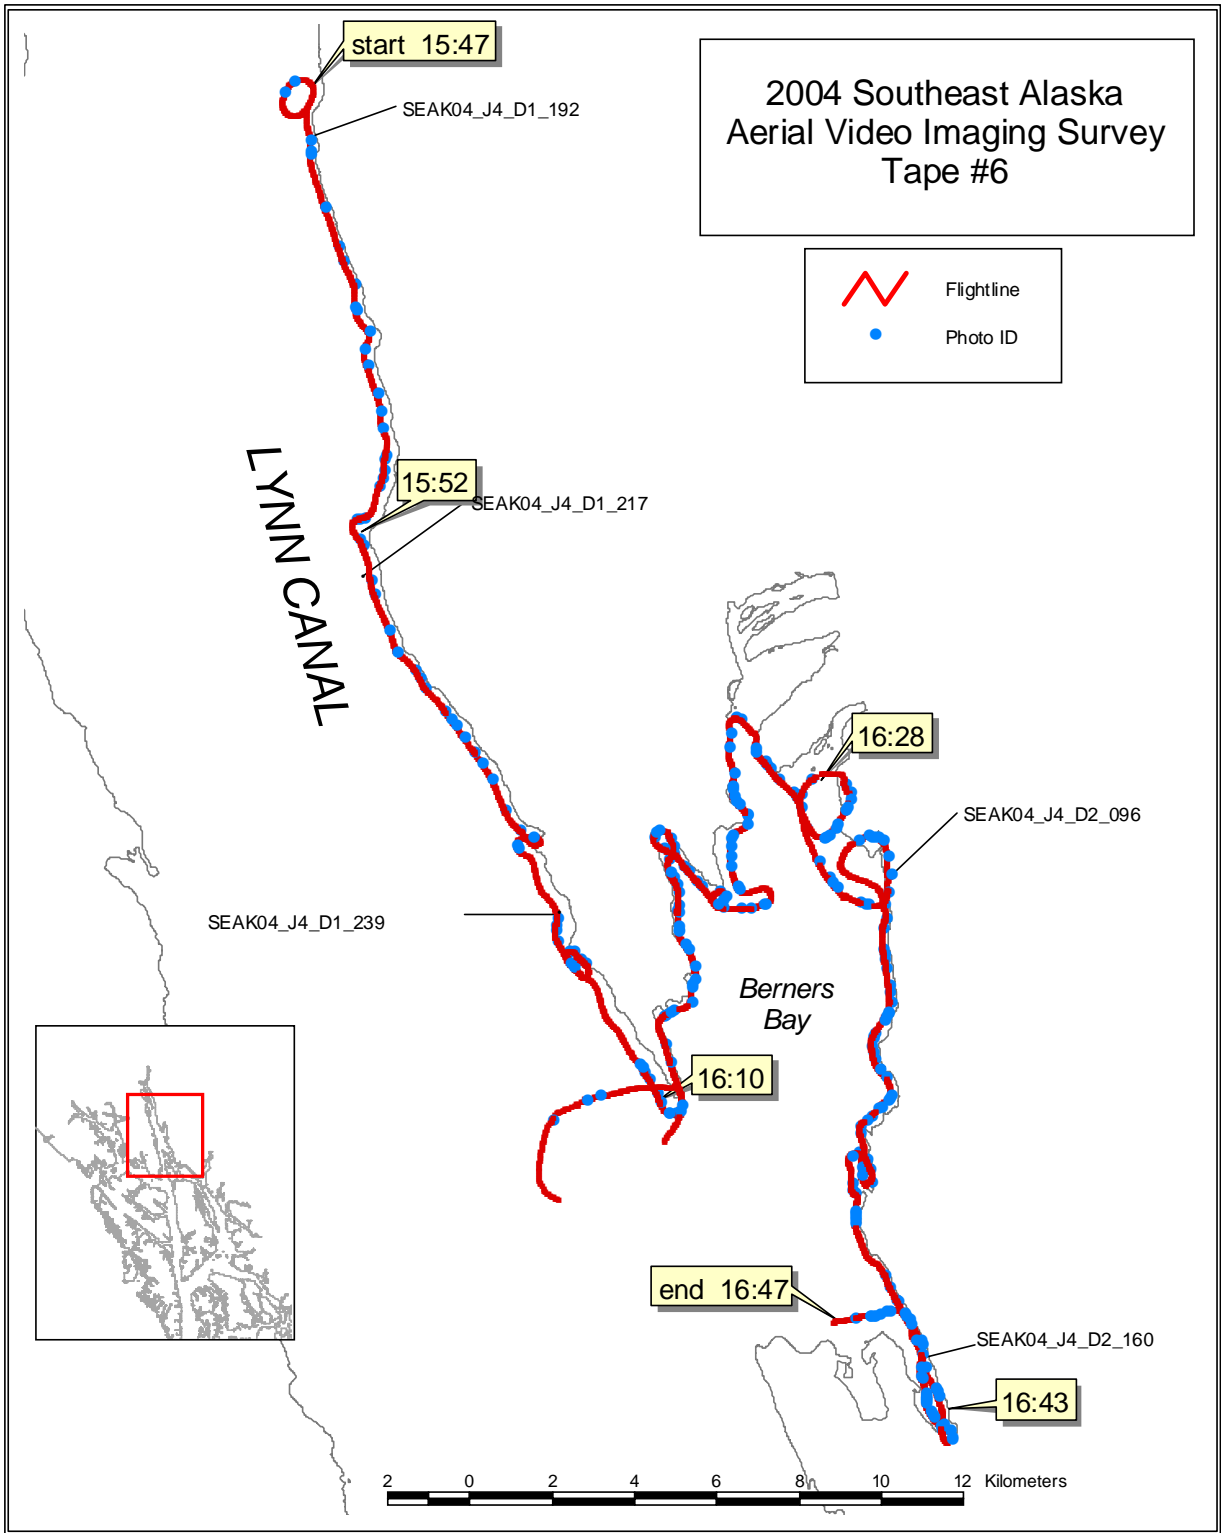 start 15:47
SEAK04_J4_D1_192
2004 Southeast Alaska
Aerial Video Imaging Survey
Tape #6
Flightline
Photo ID
LYNN CANAL
15:52
SEAK04_J4_D1_217
16:28
SEAK04_J4_D2_096
SEAK04_J4_D1_239
Berners
Bay
16:10
end 16:47
SEAK04_J4_D2_160
16:43
2 0 2 4 6 8 10 12 Kilometers